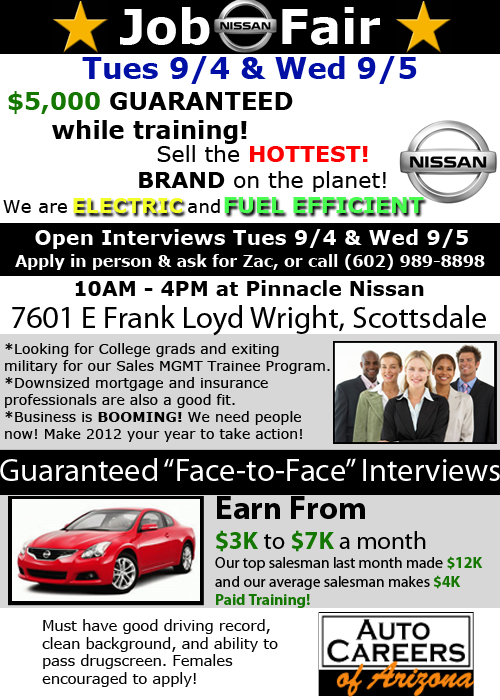 Job NISSAN Fair
Tues 9/4 & Wed 9/5
$5,000 GUARANTEED
while training!
Sell the HOTTEST!
BRAND on the planet!
NISSAN
We are ELECTRIC and FUEL EFFICIENT
Open Interviews Tues 9/4 & Wed 9/5
Apply in person & ask for Zac, or call (602) 989-8898
10AM - 4PM at Pinnacle Nissan
7601 E Frank Loyd Wright, Scottsdale
*Looking for College grads and exiting
military for our Sales MGMT Trainee Program.
*Downsized mortgage and insurance
professionals are also a good fit.
*Business is BOOMING! We need people
now! Make 2012 your year to take action!
Guaranteed “Face-to-Face” Interviews
Earn From
$3K to $7K a month
Our top salesman last month made $12K
and our average salesman makes $4K
Paid Training!
Must have good driving record,
clean background, and ability to
pass drugscreen. Females
encouraged to apply!
AUTO
CAREERS
of Arizona